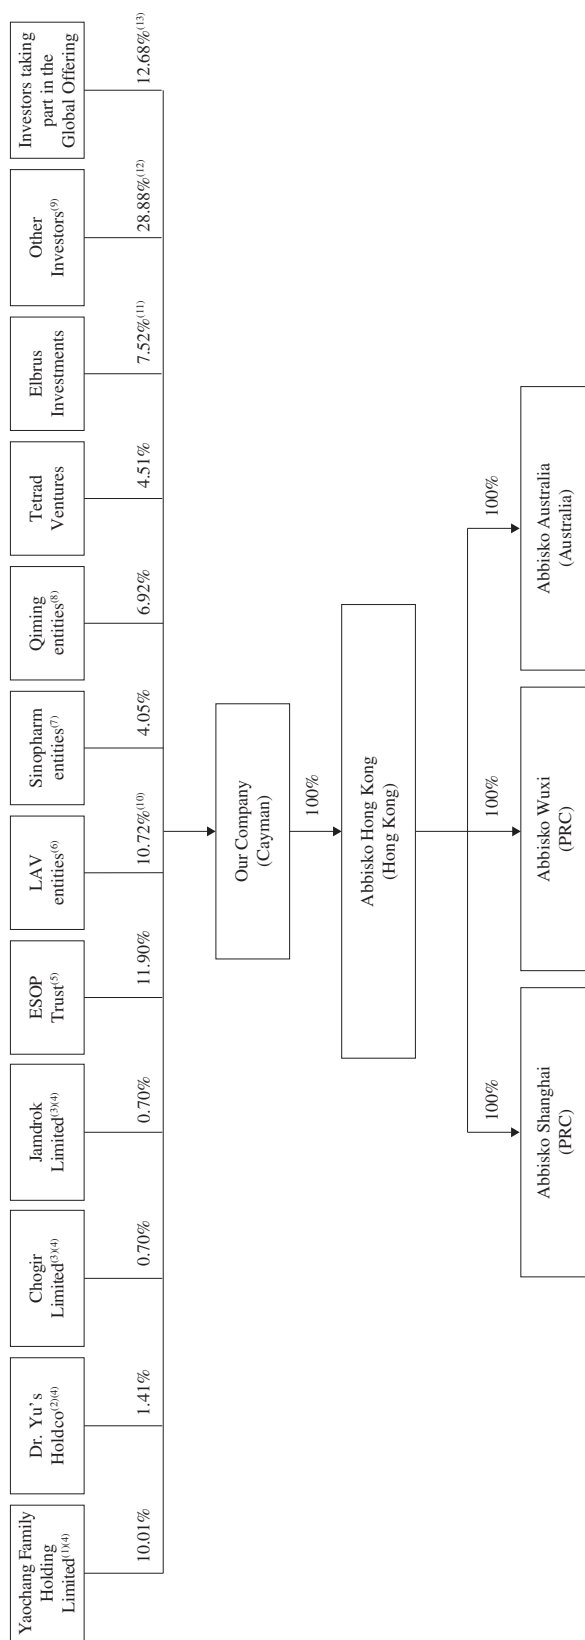 Yaochang Family
Holding
Limited(1)(4)
Dr. Yu's
Holdco(2)(4)
Chogir
Limited(3)(4)
Jamdrok
Limited(3)(4)
ESOP
Trust(5)
LAV
entities(6)
Sinopharm
entities(7)
Qiming
entities(8)
Tetrad
Ventures
Elbrus
Investments
Other
Investors(9)
Investors taking
part in the
Global Offering
10.01%
1.41%
0.70%
0.70%
11.90%
10.72%(10)
4.05%
6.92%
4.51%
7.52%(11)
28.88%(12)
12.68%(13)
Our Company
(Cayman)
100%
Abbisko Hong Kong
(Hong Kong)
100%
100%
100%
Abbisko Shanghai
(PRC)
Abbisko Wuxi
(PRC)
Abbisko Australia
(Australia)